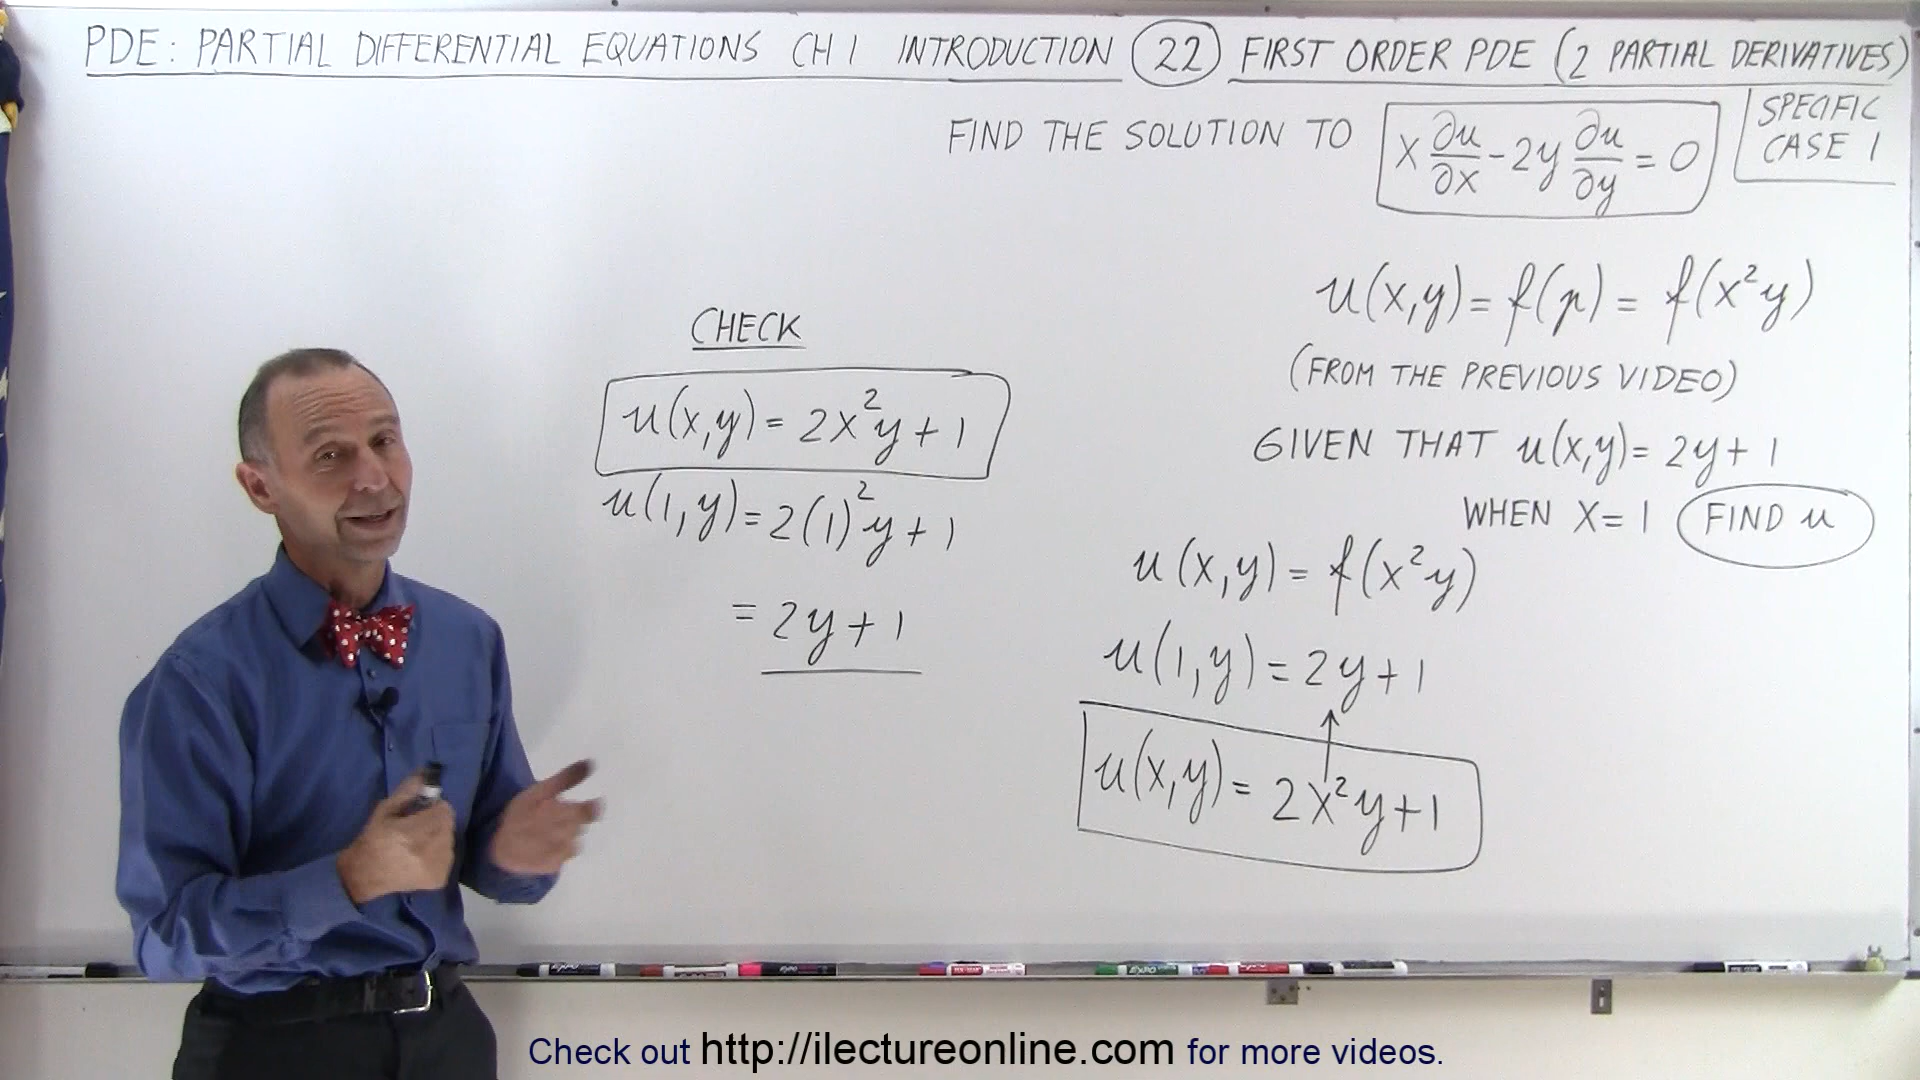 PDE: PARTIAL DIFFERENTIAL EQUATIONS CH 1 INTRODUCTION 22 FIRST ORDER PDE (2 PARTIAL DERIVATIVES)
SPECIFIC
CASE 1
FIND THE SOLUTION TO x ∂u/∂x - 2y ∂u/∂y = 0
u(x,y) = f(p) = f(x²y)
(FROM THE PREVIOUS VIDEO)
GIVEN THAT u(x,y) = 2y + 1
WHEN x = 1 FIND u
u(x,y) = f(x²y)
u(1,y) = 2y + 1
u(x,y) = 2x²y + 1
CHECK
u(x,y) = 2x²y + 1
u(1,y) = 2(1)²y + 1
= 2y + 1
Check out http://ilectureonline.com for more videos.